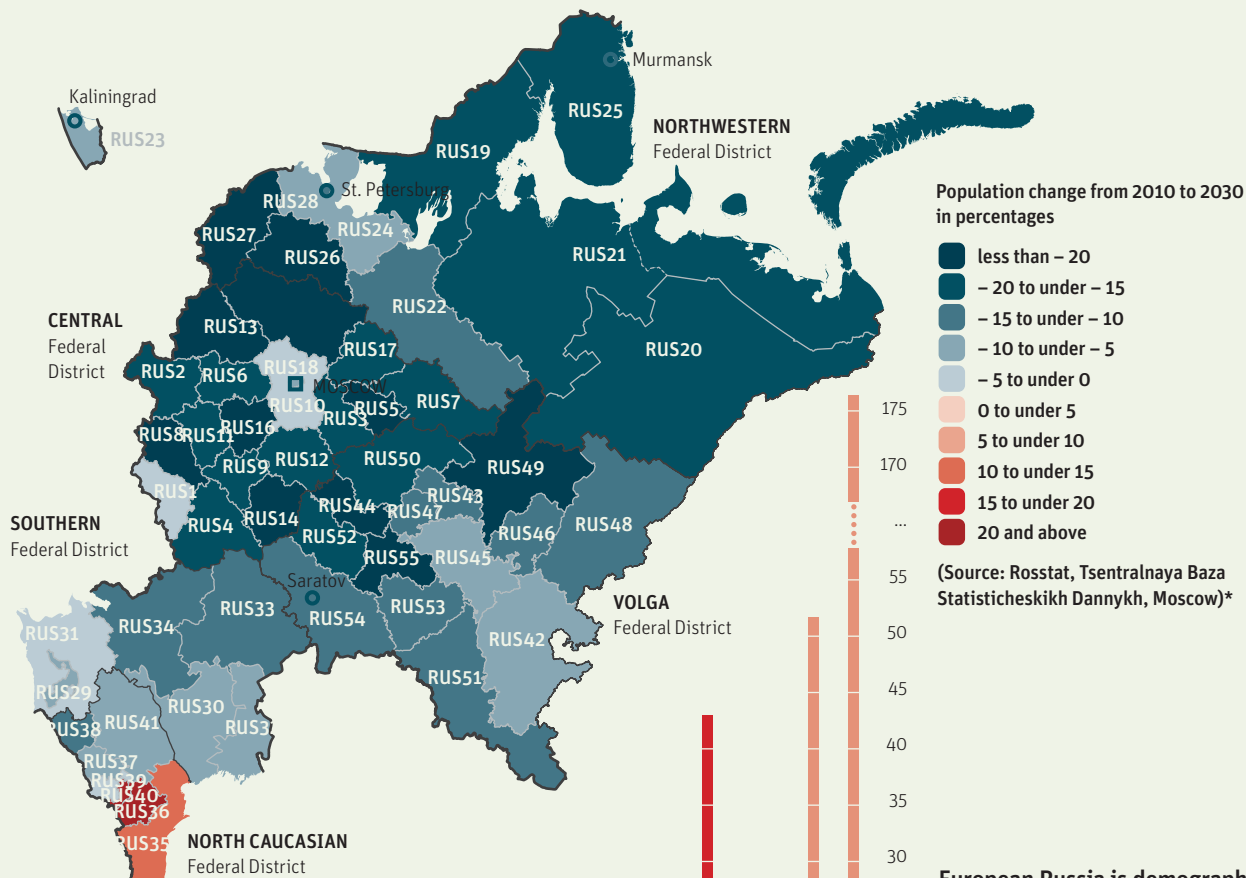 Murmansk
Kaliningrad
RUS25
RUS23
NORTHWESTERN
Federal District
RUS19
St. Petersburg
RUS28
RUS24
RUS27
RUS26
RUS21
RUS22
RUS20
Population change from 2010 to 2030
in percentages
less than – 20
– 20 to under – 15
– 15 to under – 10
– 10 to under – 5
– 5 to under 0
0 to under 5
5 to under 10
10 to under 15
15 to under 20
20 and above
(Source: Rosstat, Tsentralnaya Baza
Statisticheskikh Dannykh, Moscow)*
CENTRAL
Federal
District
RUS13
RUS17
RUS2
RUS6
RUS18
MOSCOW
RUS10
RUS3
RUS5
RUS7
RUS8
RUS11
RUS16
RUS9
RUS12
RUS50
RUS49
RUS1
RUS4
RUS14
RUS44
RUS47
RUS43
RUS52
RUS46
RUS48
RUS55
RUS45
SOUTHERN
Federal District
Saratov
RUS33
RUS34
RUS54
RUS53
RUS42
RUS51
VOLGA
Federal District
RUS31
RUS29
RUS30
RUS3
RUS38
RUS41
RUS37
RUS39
RUS40
RUS36
RUS35
NORTH CAUCASIAN
Federal District
175
170
...
55
50
45
40
35
30
European Russia is demograph